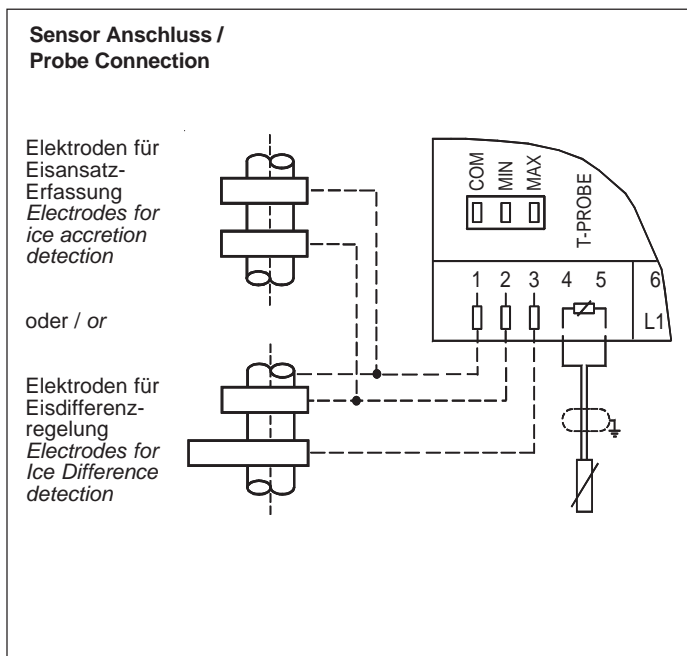 Sensor Anschluss /
Probe Connection
Elektroden für
Eisansatz-
Erfassung
Electrodes for
ice accretion
detection
oder / or
Elektroden für
Eisdifferenz-
regelung
Electrodes for
Ice Difference
detection
COM
MIN
MAX
T-PROBE
1 2 3 4 5 6
L1